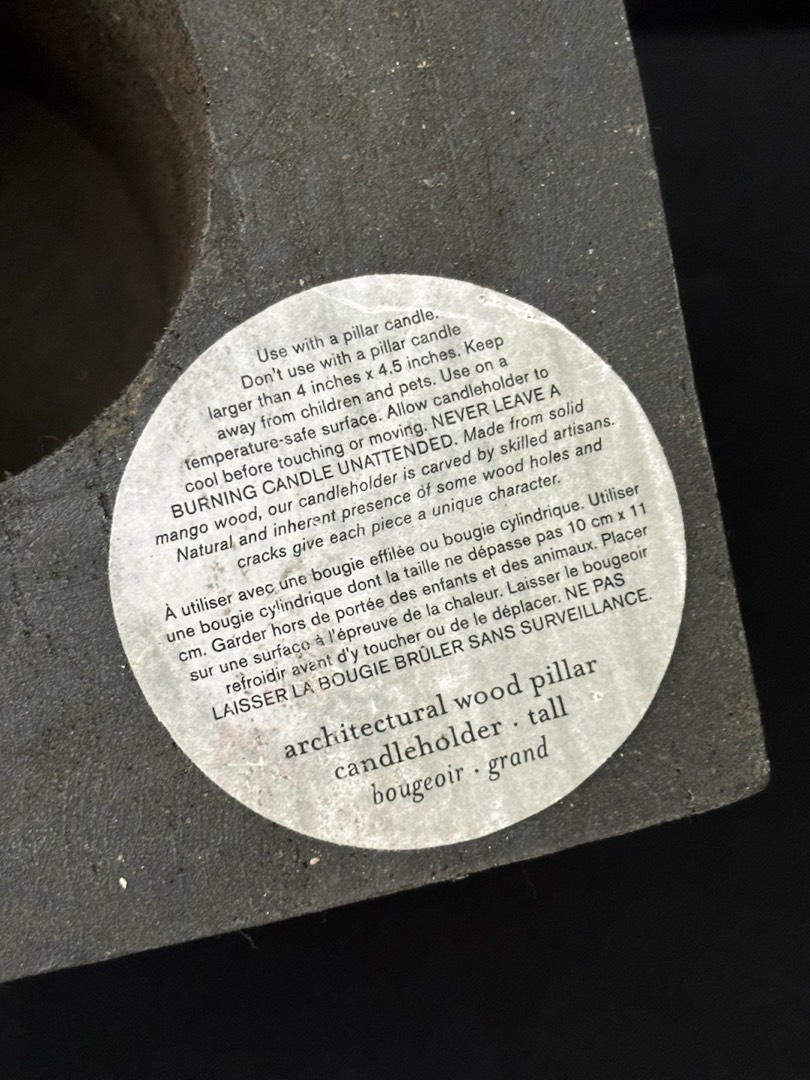 Use with a pillar candle.
Don't use with a pillar candle
larger than 4 inches x 4.5 inches. Keep
away from children and pets. Use on a
temperature-safe surface. Allow candleholder to
cool before touching or moving. NEVER LEAVE A
BURNING CANDLE UNATTENDED. Made from solid
mango wood, our candleholder is carved by skilled artisans.
Natural and inherent presence of some wood holes and
cracks give each piece a unique character.
À utiliser avec une bougie effilée ou bougie cylindrique. Utiliser
une bougie cylindrique dont la taille ne dépasse pas 10 cm x 11
cm. Garder hors de portée des enfants et des animaux. Placer
sur une surface à l'épreuve de la chaleur. Laisser le bougeoir
refroidir avant d'y toucher ou de le déplacer. NE PAS
LAISSER LA BOUGIE BRÛLER SANS SURVEILLANCE.
architectural wood pillar
candleholder · tall
bougeoir · grand